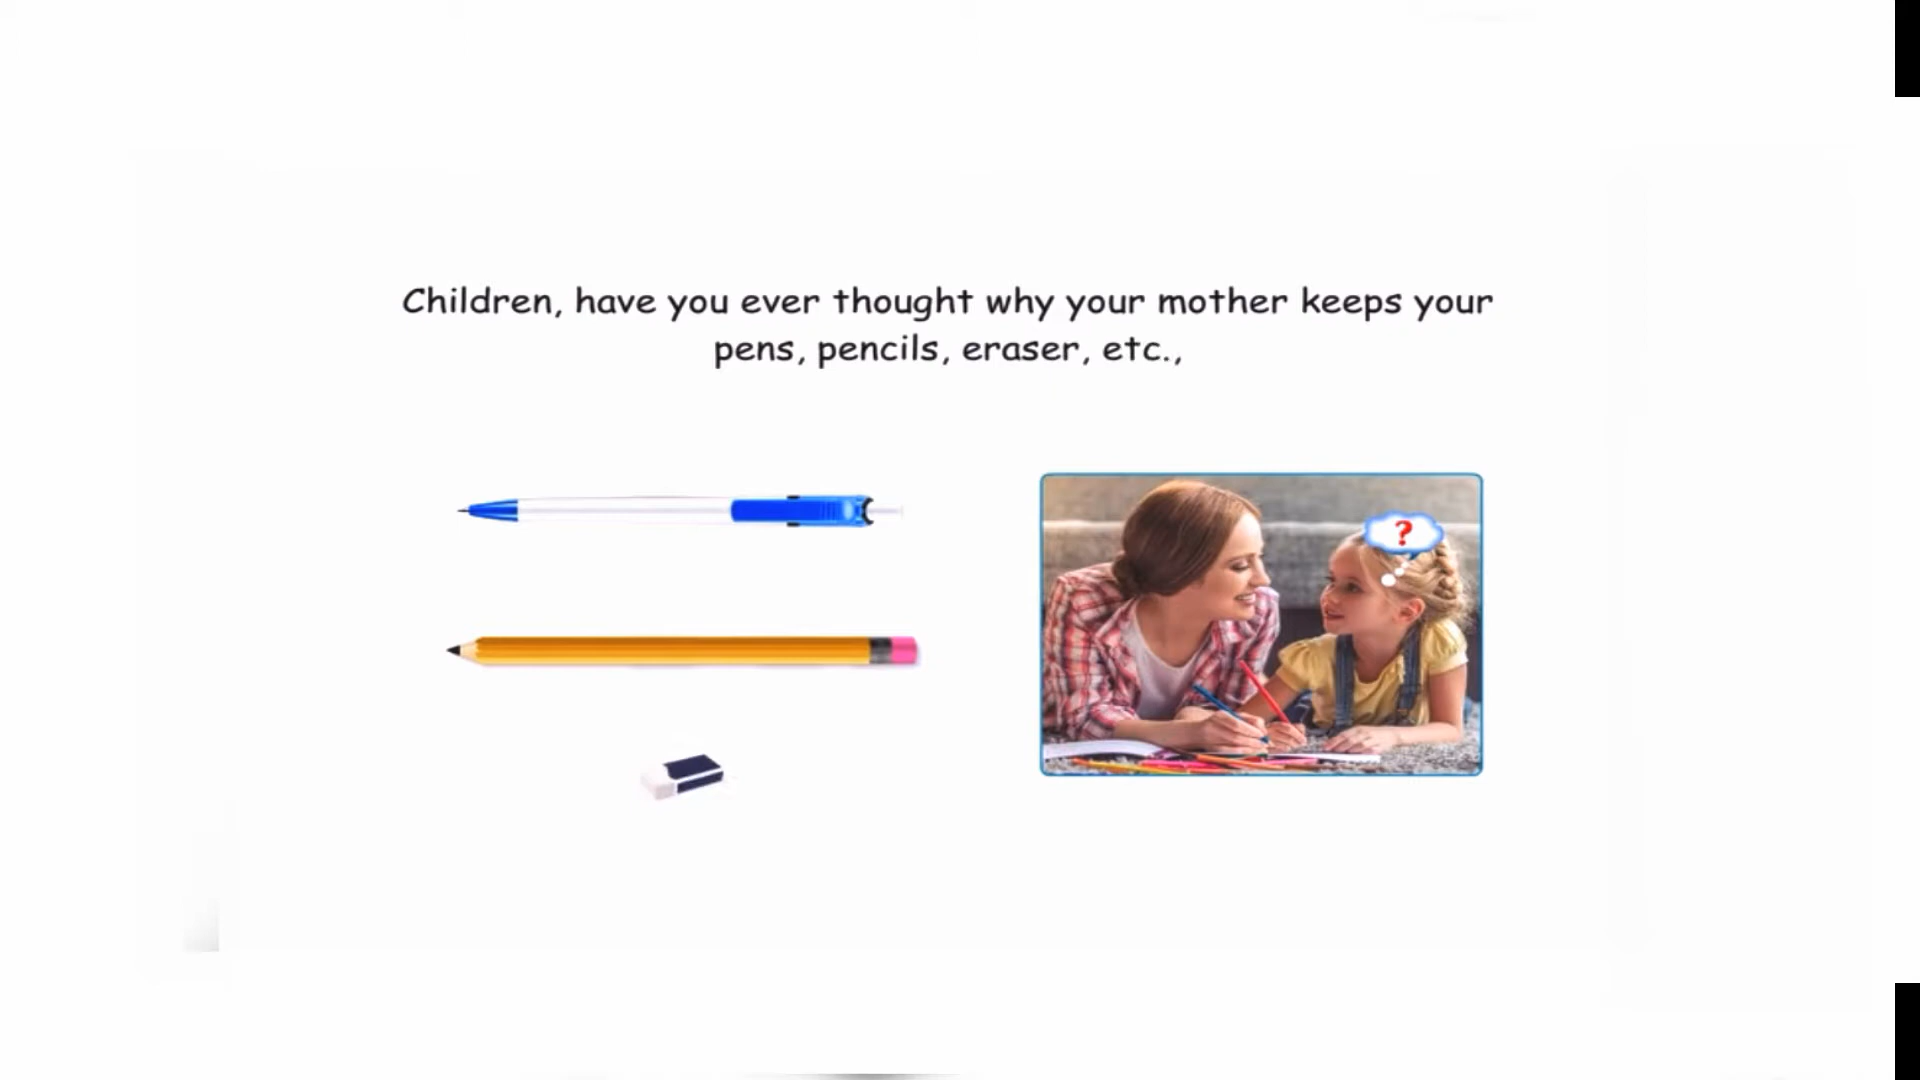 Children, have you ever thought why your mother keeps your
pens, pencils, eraser, etc.,
?